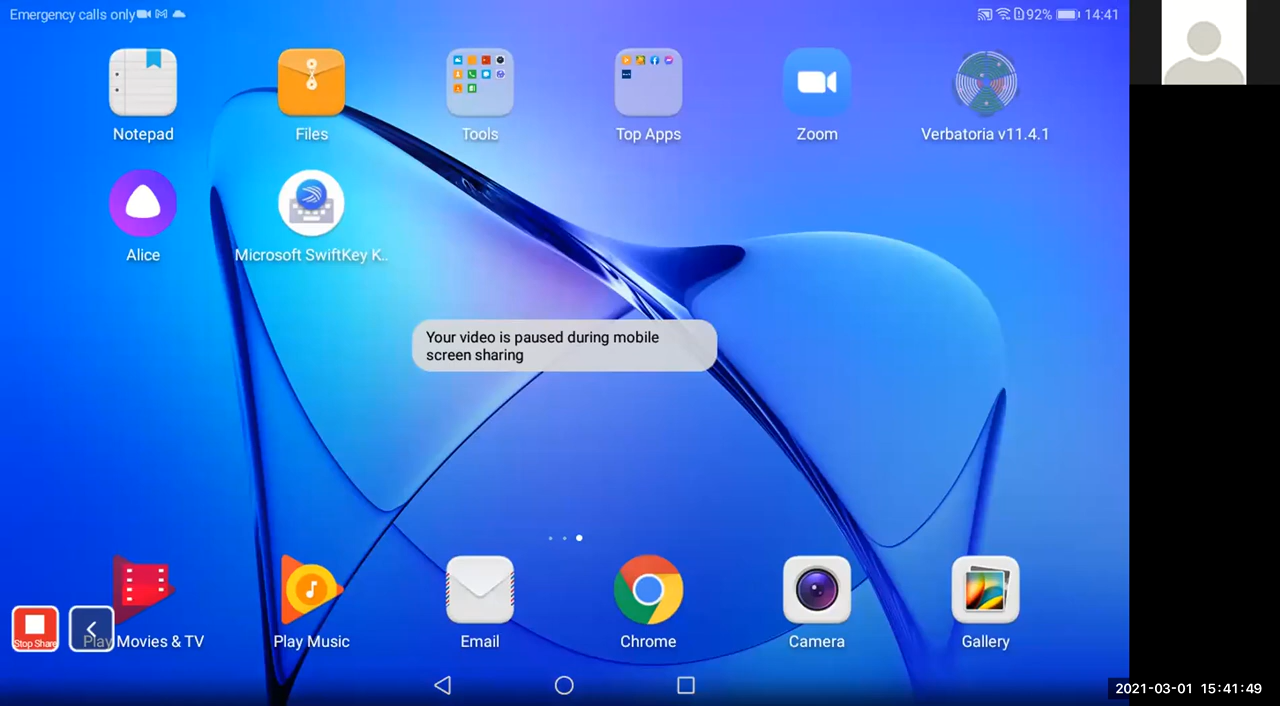 Emergency calls only
92% 14:41
Notepad
Files
Tools
Top Apps
Zoom
Verbatoria v11.4.1
Alice
Microsoft SwiftKey K..
Your video is paused during mobile
screen sharing
Stop Share
Play Movies & TV
Play Music
Email
Chrome
Camera
Gallery
2021-03-01 15:41:49